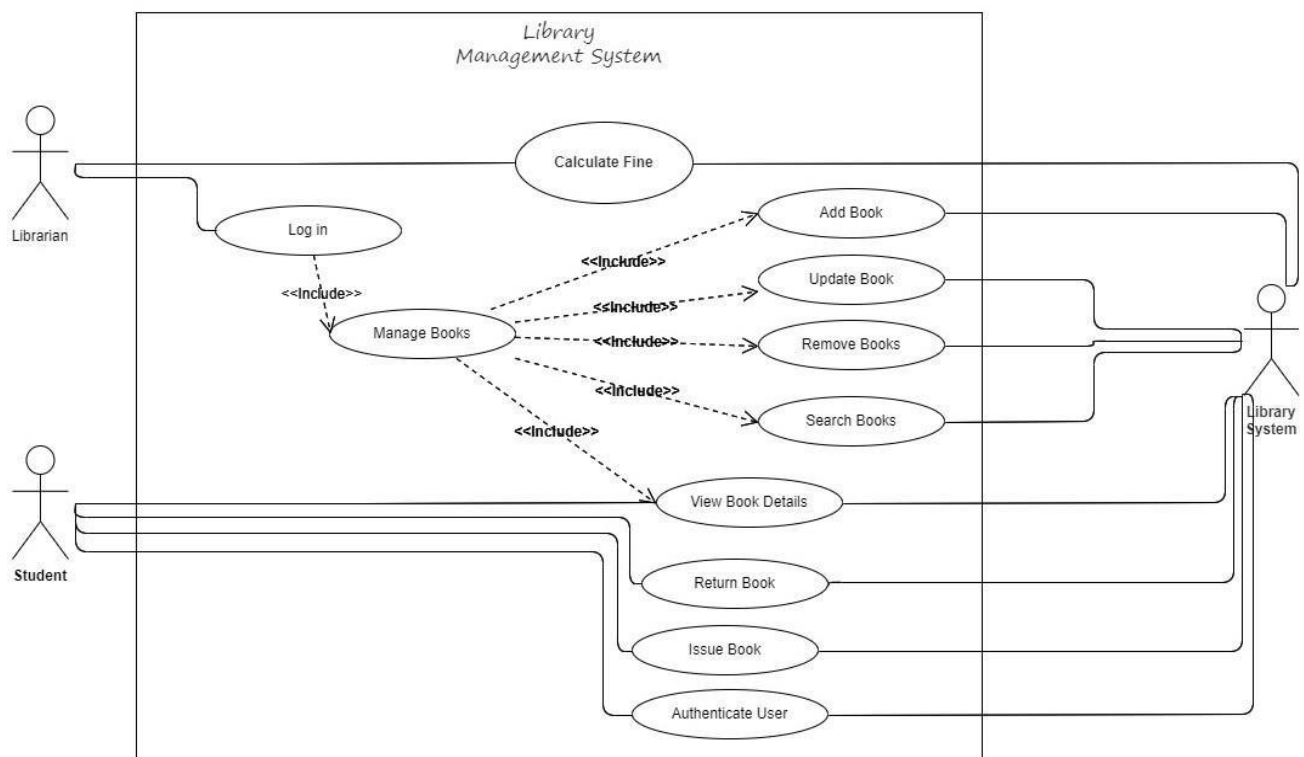 Library
Management System
Calculate Fine
Librarian
Log in
Add Book
<<Include>>
Update Book
<<Include>>
<<Include>>
Manage Books
<<Include>>
Remove Books
<<Include>>
Search Books
<<Include>>
Library
System
View Book Details
Student
Return Book
Issue Book
Authenticate User